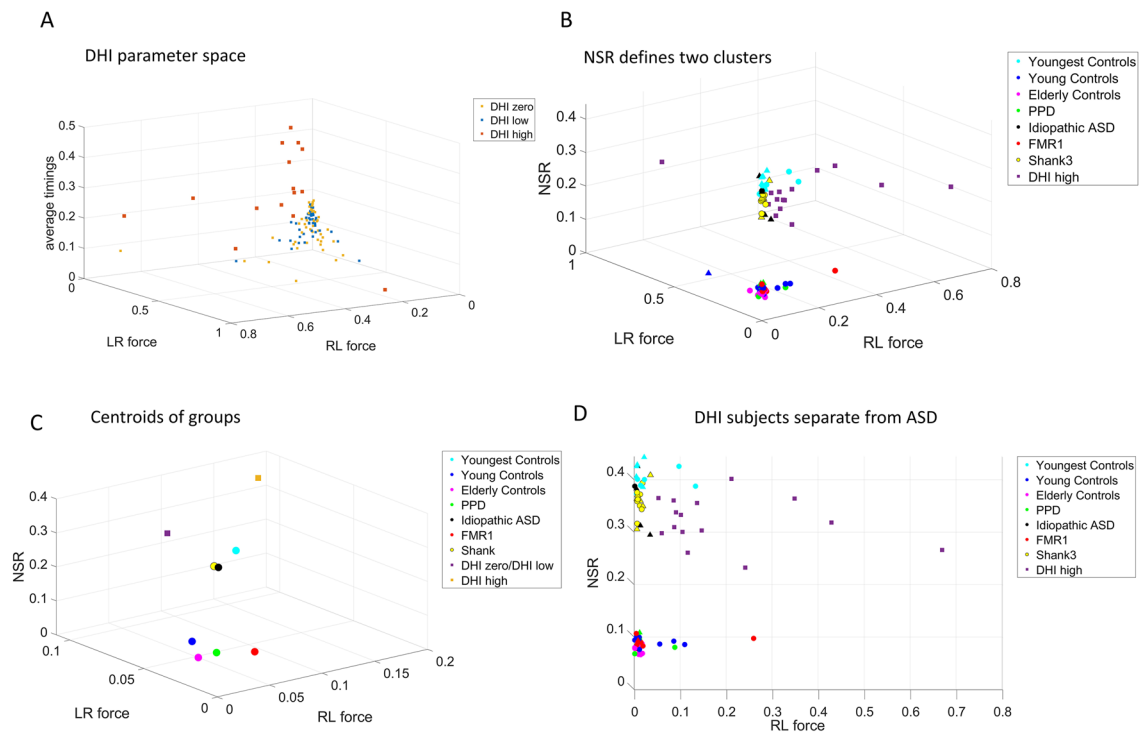 A
DHI parameter space
average timings
0.5
0.4
0.3
0.2
0.1
0
0
0.5
1
LR force
0.8
0.6
0.4
0.2
0
RL force
DHI zero
DHI low
DHI high
B
NSR defines two clusters
NSR
0.4
0.3
0.2
0.1
0
1
0.5
0
LR force
0
0.2
0.4
0.6
0.8
RL force
Youngest Controls
Young Controls
Elderly Controls
PPD
Idiopathic ASD
FMR1
Shank3
DHI high
C
Centroids of groups
NSR
0.4
0.3
0.2
0.1
0
0.1
0.05
0
LR force
0
0.05
0.1
0.15
0.2
RL force
Youngest Controls
Young Controls
Elderly Controls
PPD
Idiopathic ASD
FMR1
Shank
DHI zero/DHI low
DHI high
D
DHI subjects separate from ASD
NSR
0.4
0.3
0.4
0.1
0
0
0.1
0.2
0.3
0.4
0.5
0.6
0.7
0.8
RL force
Youngest Controls
Young Controls
Elderly Controls
PPD
Idiopathic ASD
FMR1
Shank3
DHI high